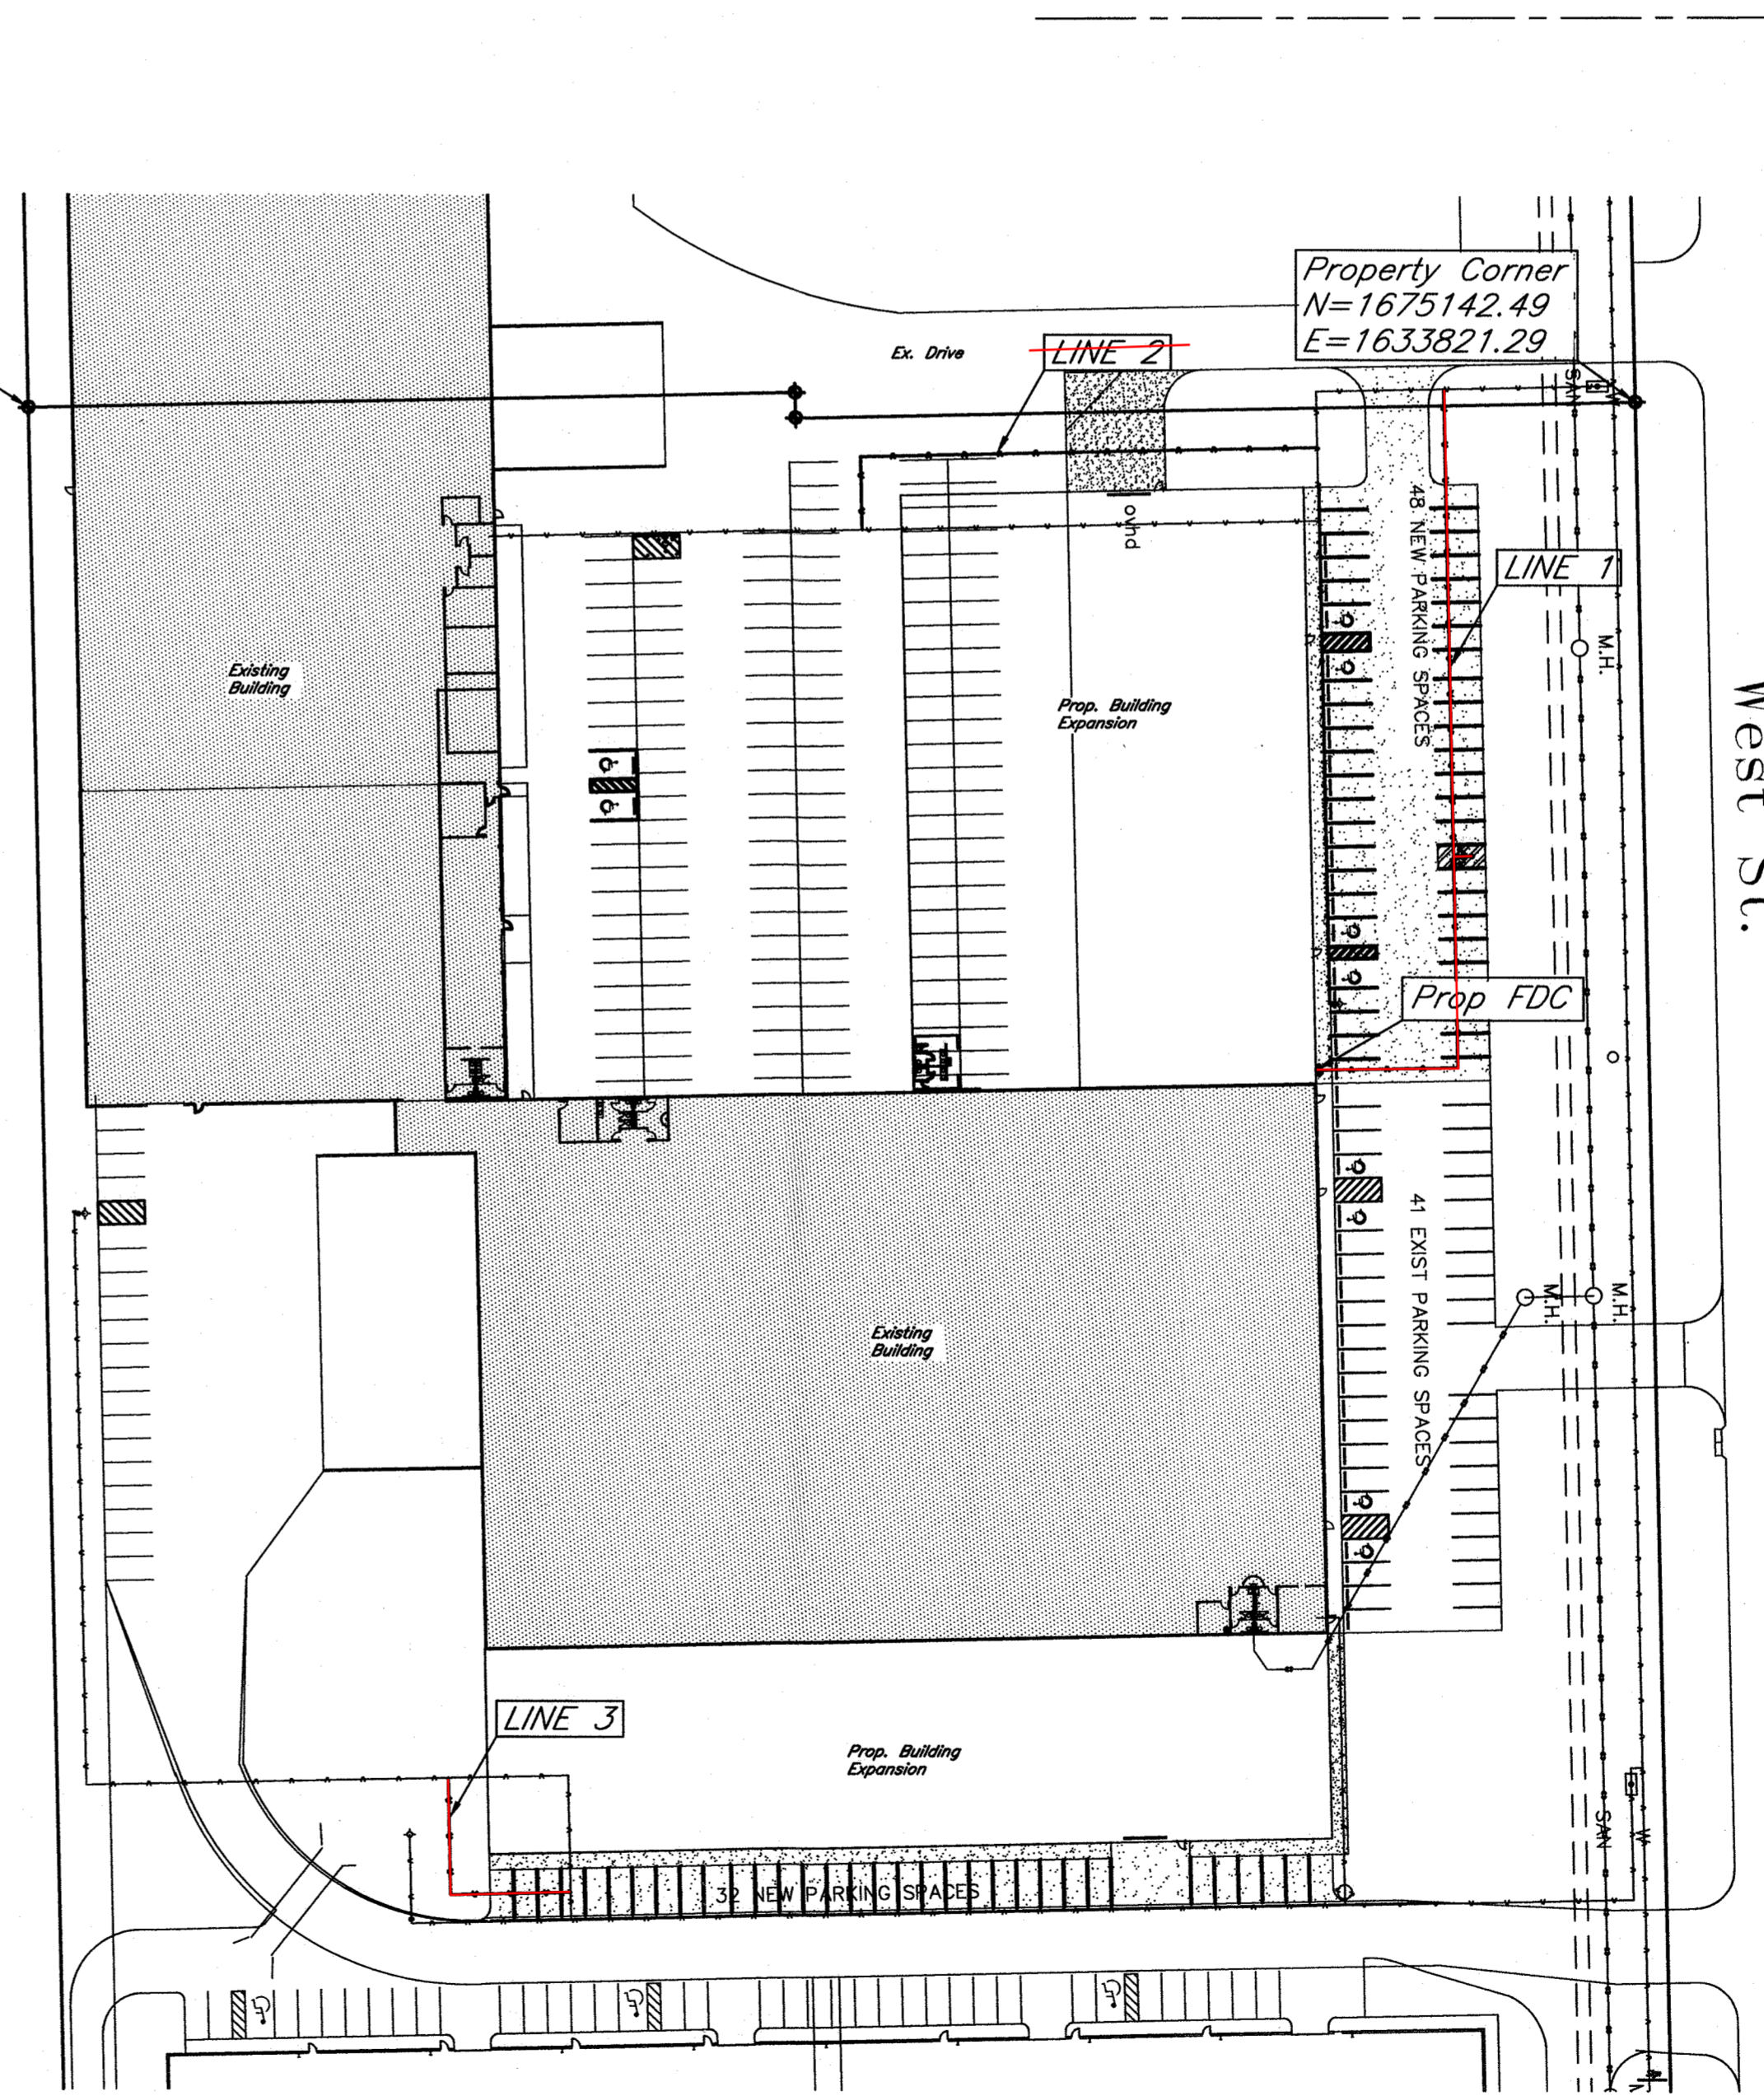 Property Corner
N=1675142.49
E=1633821.29
Ex. Drive
LINE 2
SAN
W
48 NEW PARKING SPACES
ovhd
LINE 1
M.H.
West St.
Existing
Building
Prop. Building
Expansion
Prop FDC
41 EXIST PARKING SPACES
M.H.
M.H.
Existing
Building
LINE 3
Prop. Building
Expansion
SAN
W
32 NEW PARKING SPACES